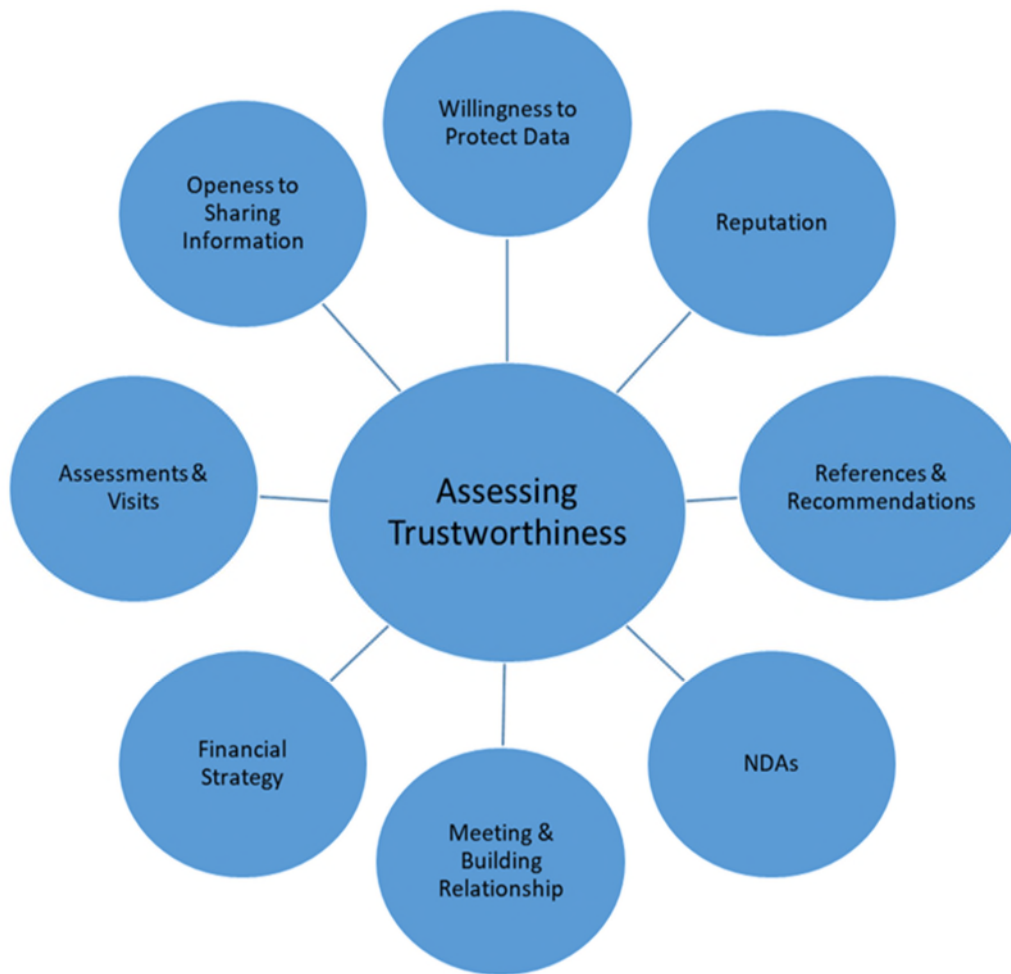 Willingness to
Protect Data
Openess to
Sharing
Information
Reputation
Assessments &
Visits
Assessing
Trustworthiness
References &
Recommendations
Financial
Strategy
NDAs
Meeting &
Building
Relationship